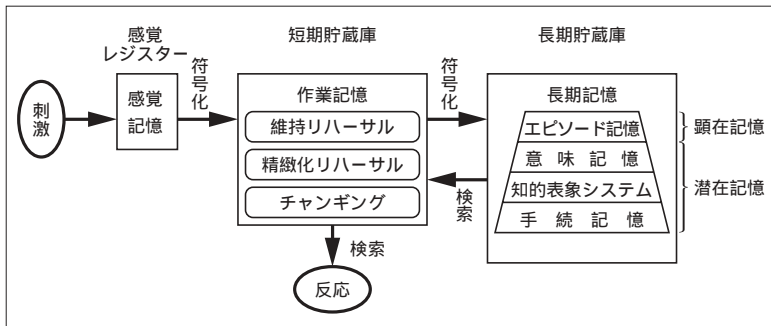 感覚
レジスター
短期貯蔵庫
長期貯蔵庫
刺激
符号化
感覚
記憶
作業記憶
維持リハーサル
精緻化リハーサル
チャンギング
符号化
検索
長期記憶
エピソード記憶
意味記憶
知的表象システム
手続記憶
顕在記憶
潜在記憶
検索
反応